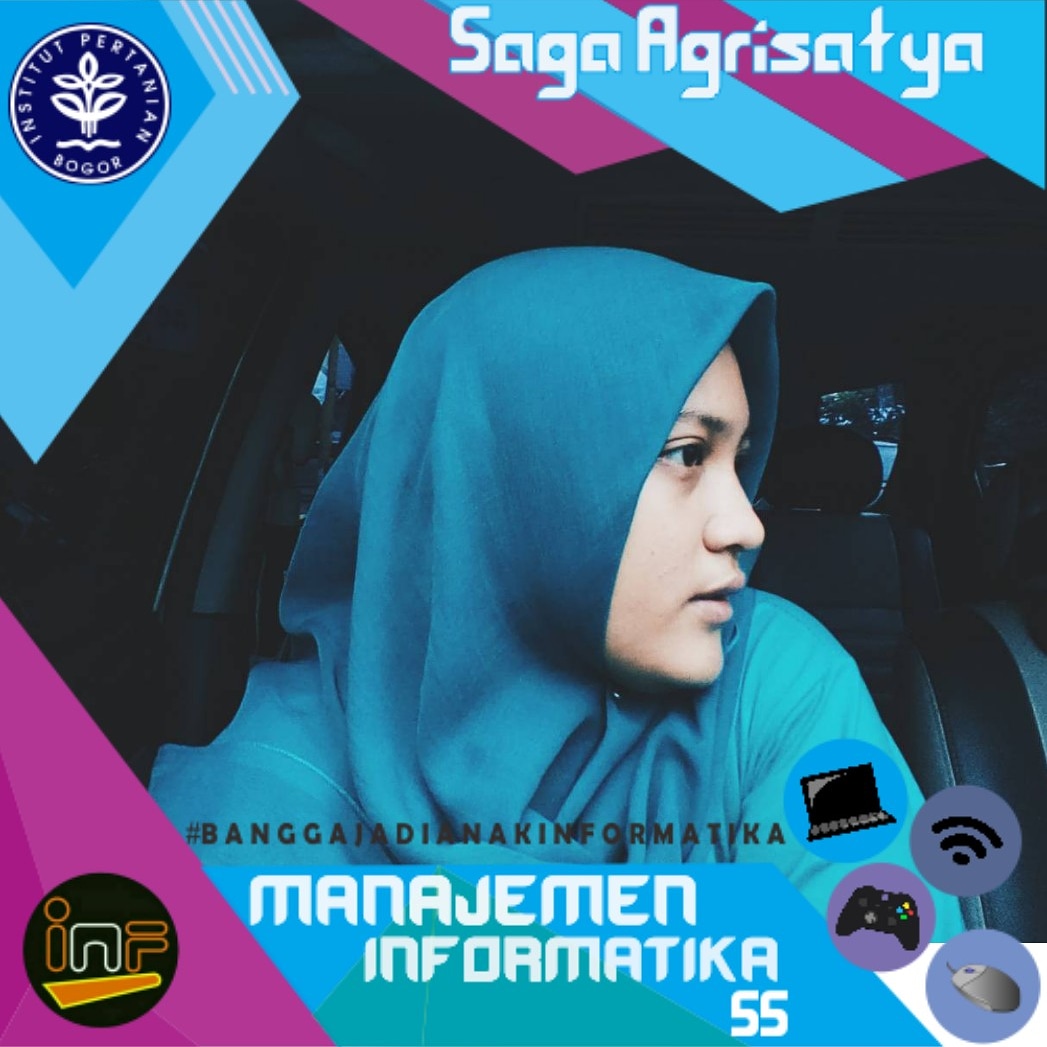 INSTITUT PERTANIAN
BOGOR
Saga Agrisatya
#BANGGAJADIANAKINFORMATIKA
MANAJEMEN
INFORMATIKA
55
inF